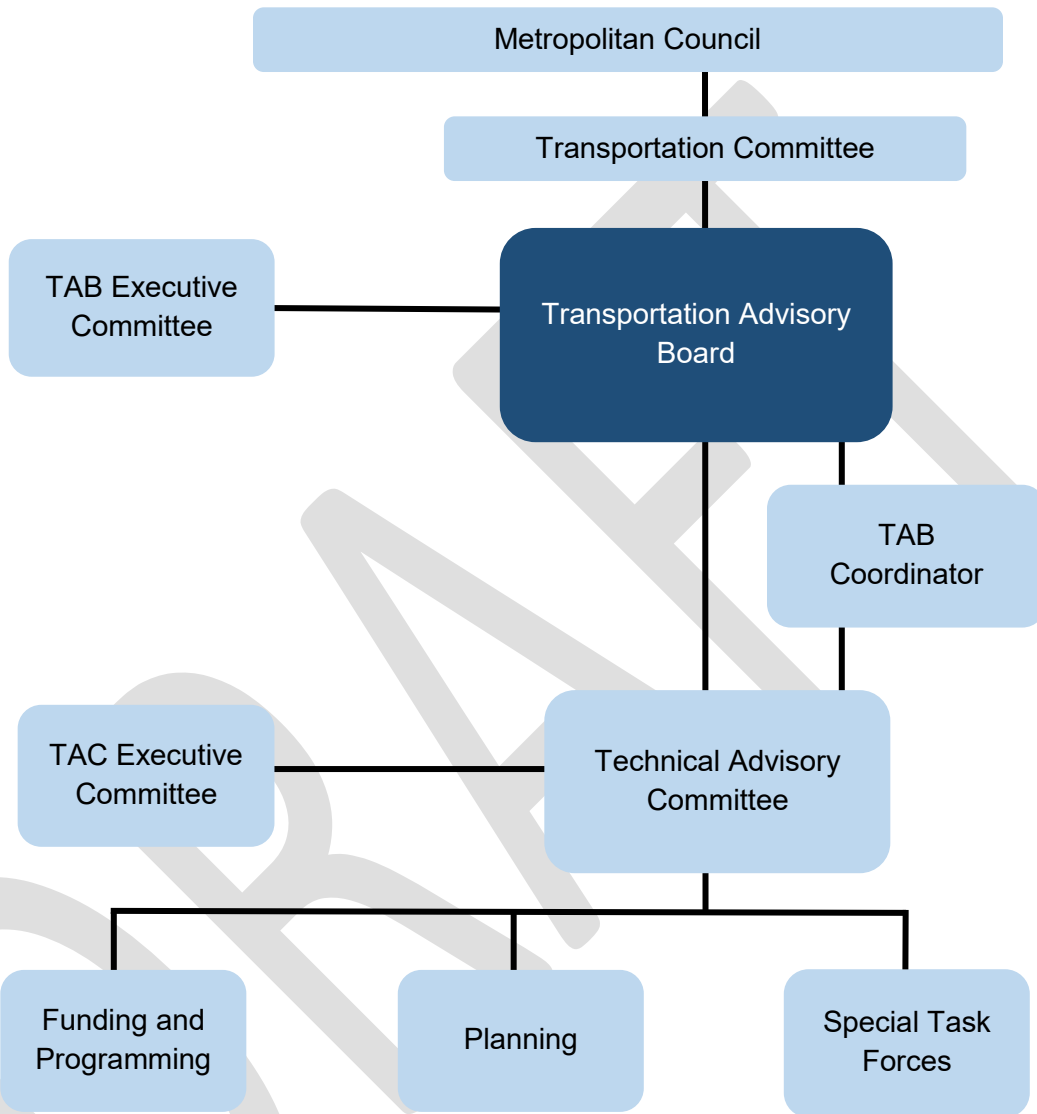 Metropolitan Council
Transportation Committee
TAB Executive
Committee
Transportation Advisory
Board
TAB
Coordinator
TAC Executive
Committee
Technical Advisory
Committee
Funding and
Programming
Planning
Special Task
Forces
DRAFT